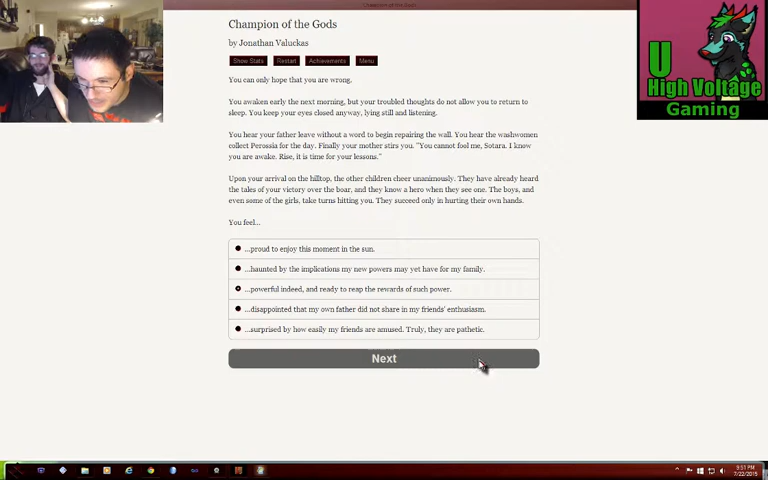 Champion of the Gods
Champion of the Gods
by Jonathan Valuckas
Show Stats
Restart
Achievements
Menu
You can only hope that you are wrong.
You awaken early the next morning, but your troubled thoughts do not allow you to return to
sleep. You keep your eyes closed anyway, lying still and listening.
You hear your father leave without a word to begin repairing the wall. You hear the washwomen
collect Perossia for the day. Finally your mother stirs you. "You cannot fool me, Sotara. I know
you are awake. Rise, it is time for your lessons."
Upon your arrival on the hilltop, the other children cheer unanimously. They have already heard
the tales of your victory over the boar, and they know a hero when they see one. The boys, and
even some of the girls, take turns hitting you. They succeed only in hurting their own hands.
You feel...
...proud to enjoy this moment in the sun.
...haunted by the implications my new powers may yet have for my family.
...powerful indeed, and ready to reap the rewards of such power.
...disappointed that my own father did not share in my friends' enthusiasm.
...surprised by how easily my friends are amused. Truly, they are pathetic.
Next
U
High Voltage
Gaming
9:51 PM
7/22/2015